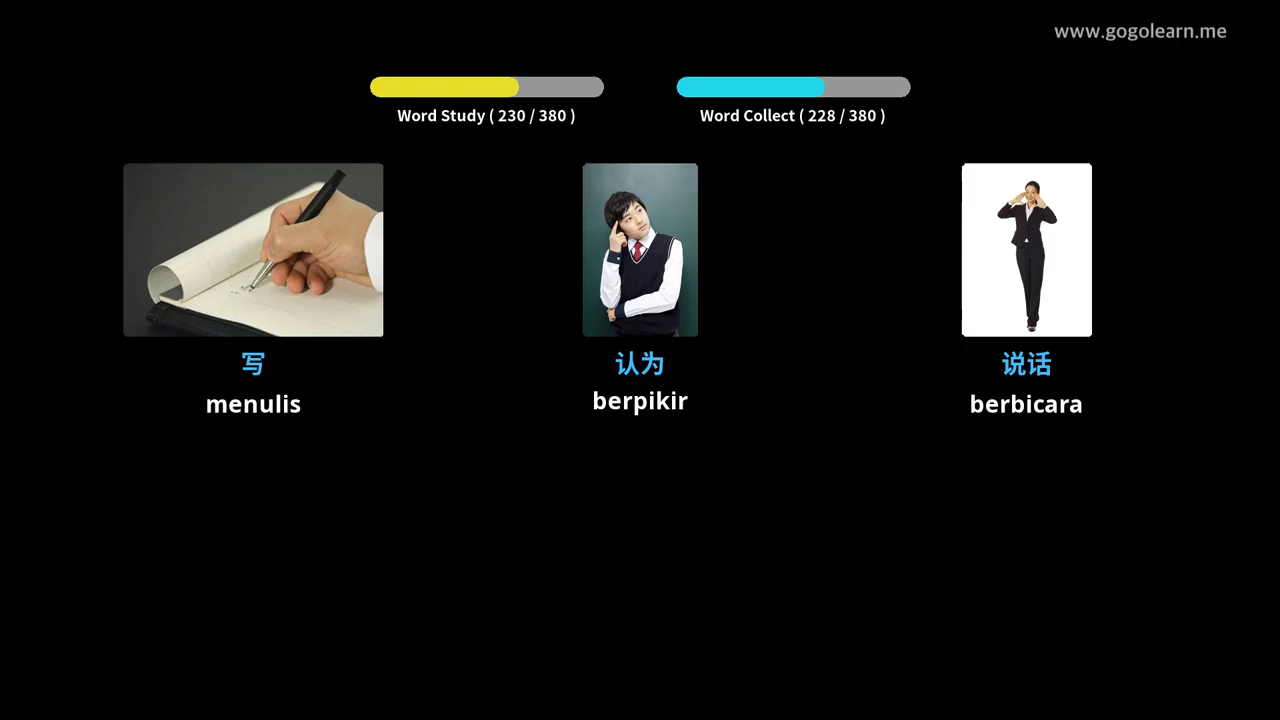 www.gogolearn.me
Word Study ( 230 / 380 )
Word Collect ( 228 / 380 )
写
认为
说话
menulis
berpikir
berbicara